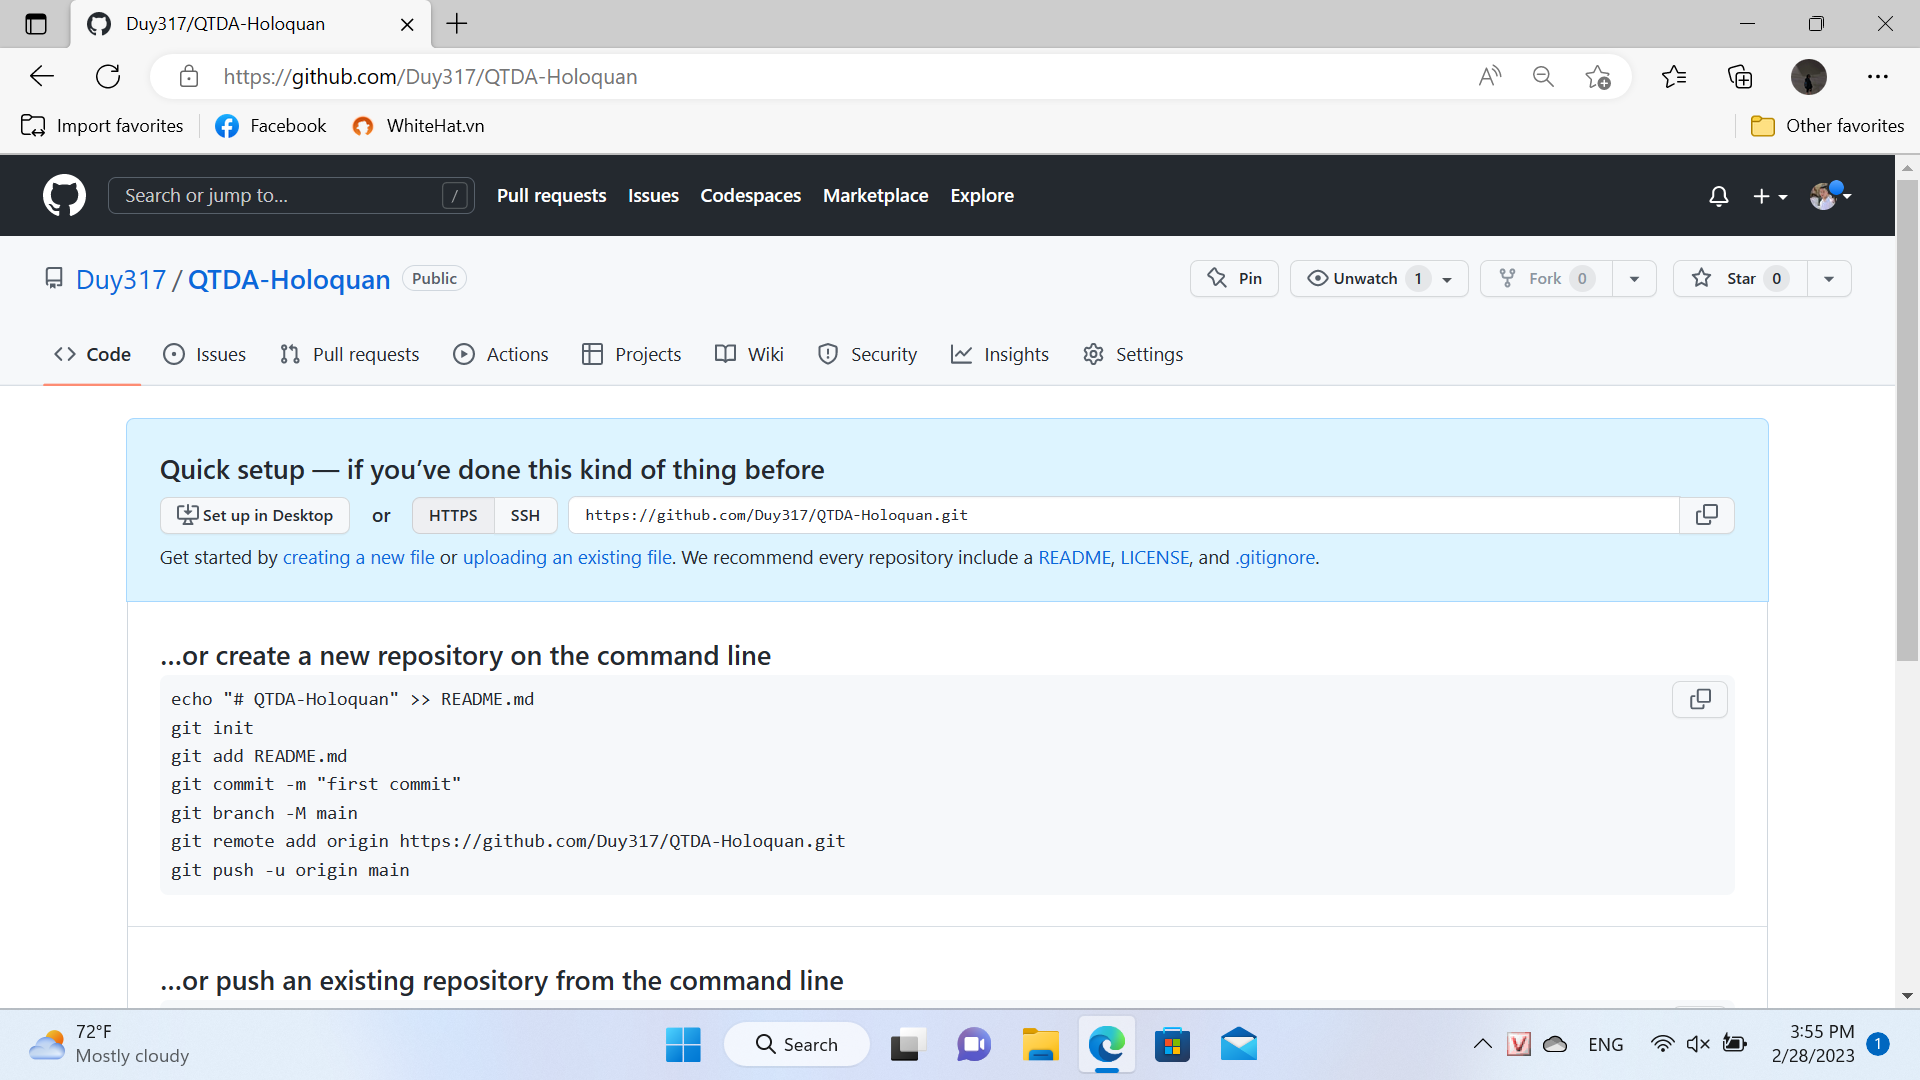 Duy317/QTDA-Holoquan
https://github.com/Duy317/QTDA-Holoquan
Import favorites Facebook WhiteHat.vn Other favorites
Search or jump to... / Pull requests Issues Codespaces Marketplace Explore
Duy317 / QTDA-Holoquan Public Pin Unwatch 1 Fork 0 Star 0
Code Issues Pull requests Actions Projects Wiki Security Insights Settings
Quick setup — if you’ve done this kind of thing before
Set up in Desktop or HTTPS SSH https://github.com/Duy317/QTDA-Holoquan.git
Get started by creating a new file or uploading an existing file. We recommend every repository include a README, LICENSE, and .gitignore.
…or create a new repository on the command line
echo "# QTDA-Holoquan" >> README.md
git init
git add README.md
git commit -m "first commit"
git branch -M main
git remote add origin https://github.com/Duy317/QTDA-Holoquan.git
git push -u origin main
…or push an existing repository from the command line
72°F
Mostly cloudy
Search
V
ENG
3:55 PM
2/28/2023
1